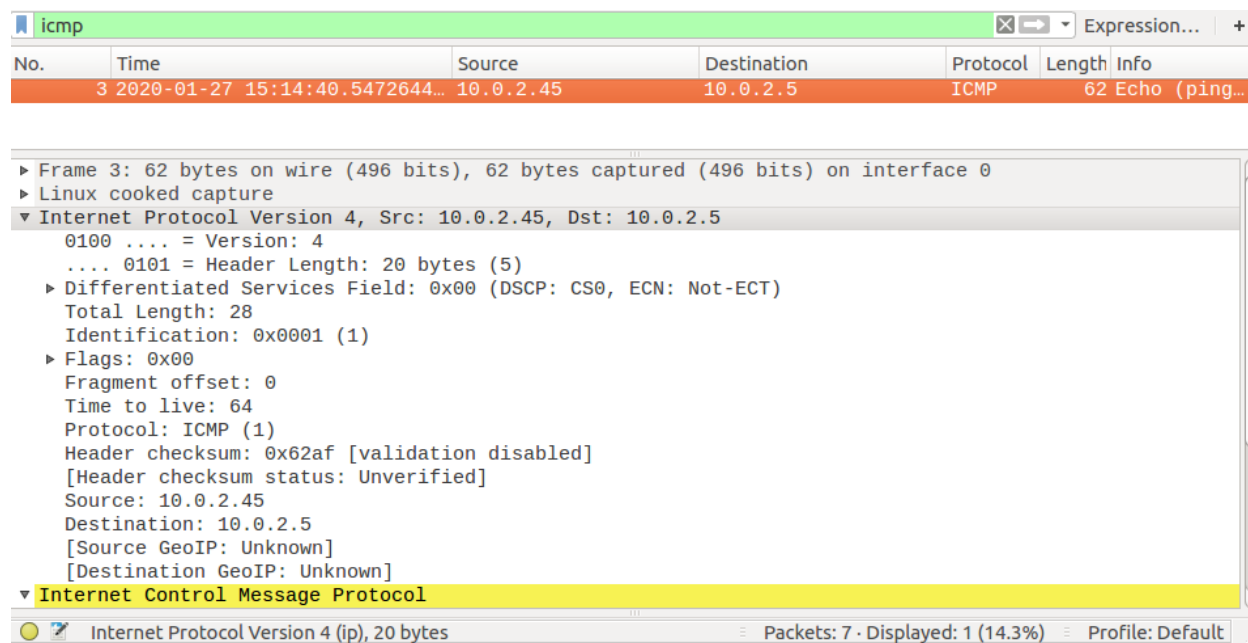 icmp Expression... +
No. Time Source Destination Protocol Length Info
3 2020-01-27 15:14:40.5472644… 10.0.2.45 10.0.2.5 ICMP 62 Echo (ping…
Frame 3: 62 bytes on wire (496 bits), 62 bytes captured (496 bits) on interface 0
Linux cooked capture
Internet Protocol Version 4, Src: 10.0.2.45, Dst: 10.0.2.5
0100 .... = Version: 4
.... 0101 = Header Length: 20 bytes (5)
Differentiated Services Field: 0x00 (DSCP: CS0, ECN: Not-ECT)
Total Length: 28
Identification: 0x0001 (1)
Flags: 0x00
Fragment offset: 0
Time to live: 64
Protocol: ICMP (1)
Header checksum: 0x62af [validation disabled]
[Header checksum status: Unverified]
Source: 10.0.2.45
Destination: 10.0.2.5
[Source GeoIP: Unknown]
[Destination GeoIP: Unknown]
Internet Control Message Protocol
Internet Protocol Version 4 (ip), 20 bytes Packets: 7 · Displayed: 1 (14.3%) Profile: Default